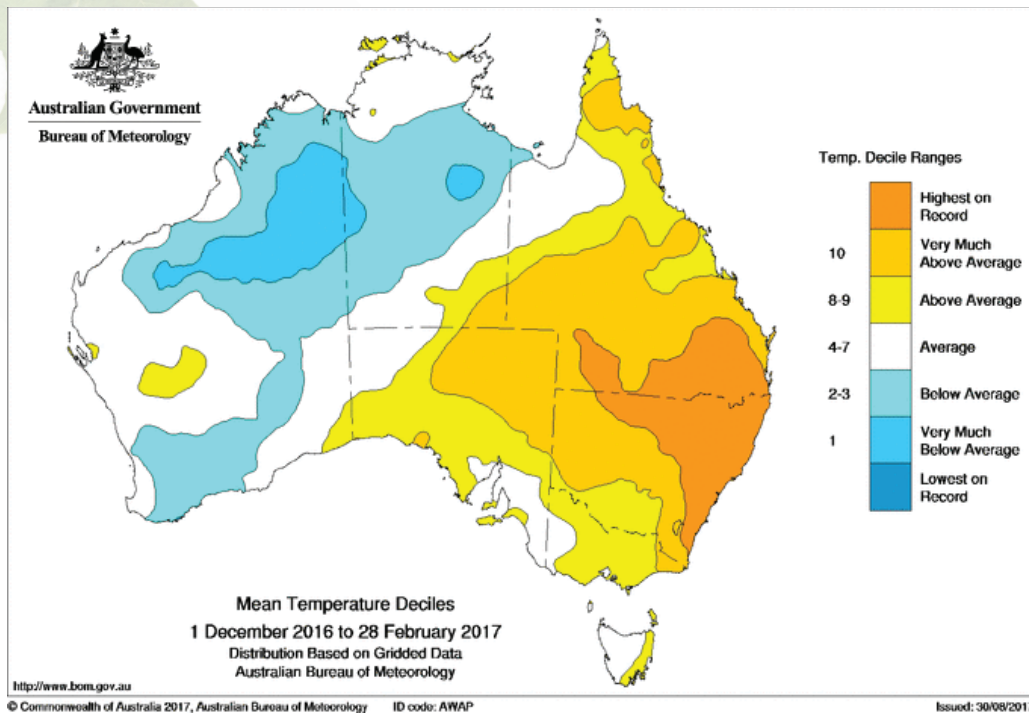 Australian Government
Bureau of Meteorology
Temp. Decile Ranges
Highest on
Record
10
Very Much
Above Average
8-9
Above Average
4-7
Average
2-3
Below Average
1
Very Much
Below Average
Lowest on
Record
Mean Temperature Deciles
1 December 2016 to 28 February 2017
Distribution Based on Gridded Data
Australian Bureau of Meteorology
http://www.bom.gov.au
© Commonwealth of Australia 2017, Australian Bureau of Meteorology ID code: AWAP Issued: